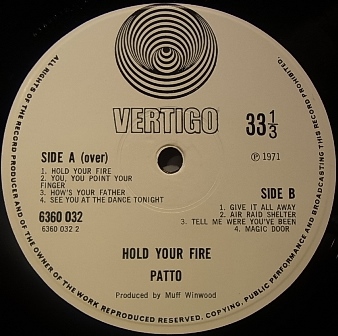 ALL RIGHTS OF THE RECORD PRODUCER AND OF THE OWNER OF THE WORK REPRODUCED RESERVED. COPYING, PUBLIC PERFORMANCE AND BROADCASTING THIS RECORD PROHIBITED.
VERTIGO
33 1/3
SIDE A (over)
1. HOLD YOUR FIRE
2. YOU, YOU POINT YOUR
FINGER
3. HOW'S YOUR FATHER
4. SEE YOU AT THE DANCE TONIGHT
6360 032
6360 032 2
℗ 1971
SIDE B
1. GIVE IT ALL AWAY
2. AIR RAID SHELTER
3. TELL ME WERE YOU'VE BEEN
4. MAGIC DOOR
HOLD YOUR FIRE
PATTO
Produced by Muff Winwood